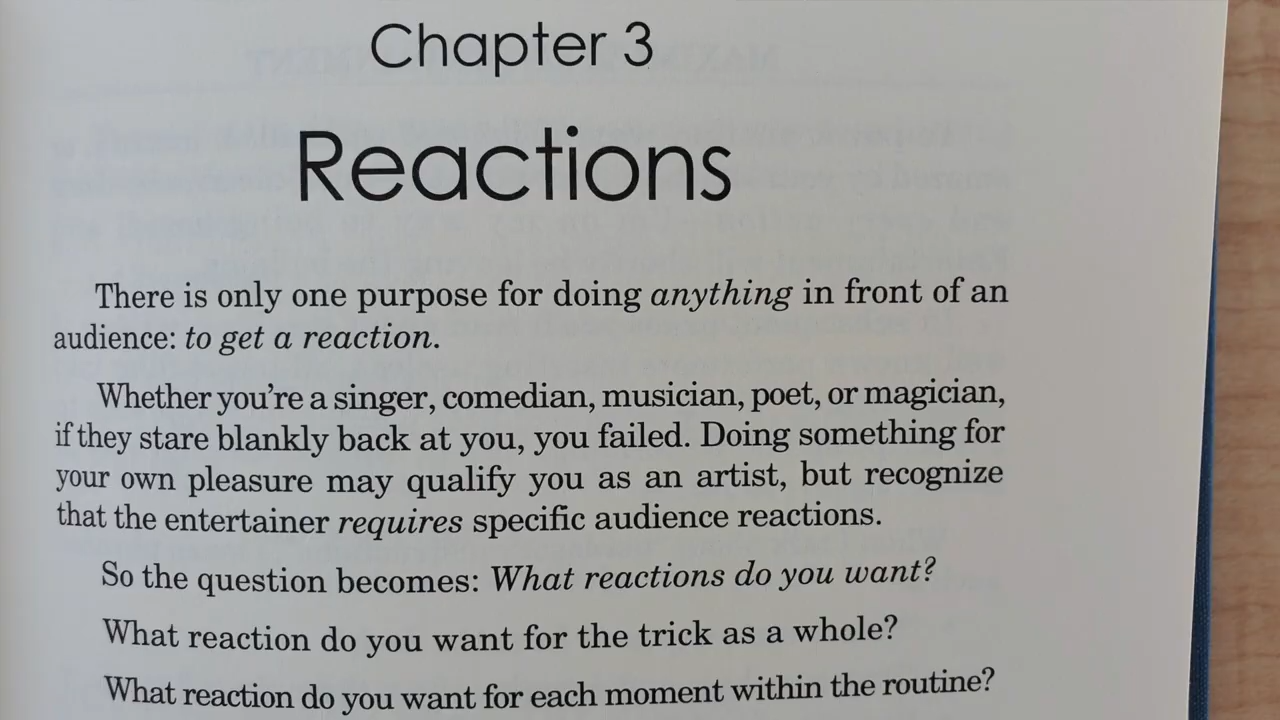 Chapter 3
Reactions
There is only one purpose for doing anything in front of an
audience: to get a reaction.
Whether you're a singer, comedian, musician, poet, or magician,
if they stare blankly back at you, you failed. Doing something for
your own pleasure may qualify you as an artist, but recognize
that the entertainer requires specific audience reactions.
So the question becomes: What reactions do you want?
What reaction do you want for the trick as a whole?
What reaction do you want for each moment within the routine?